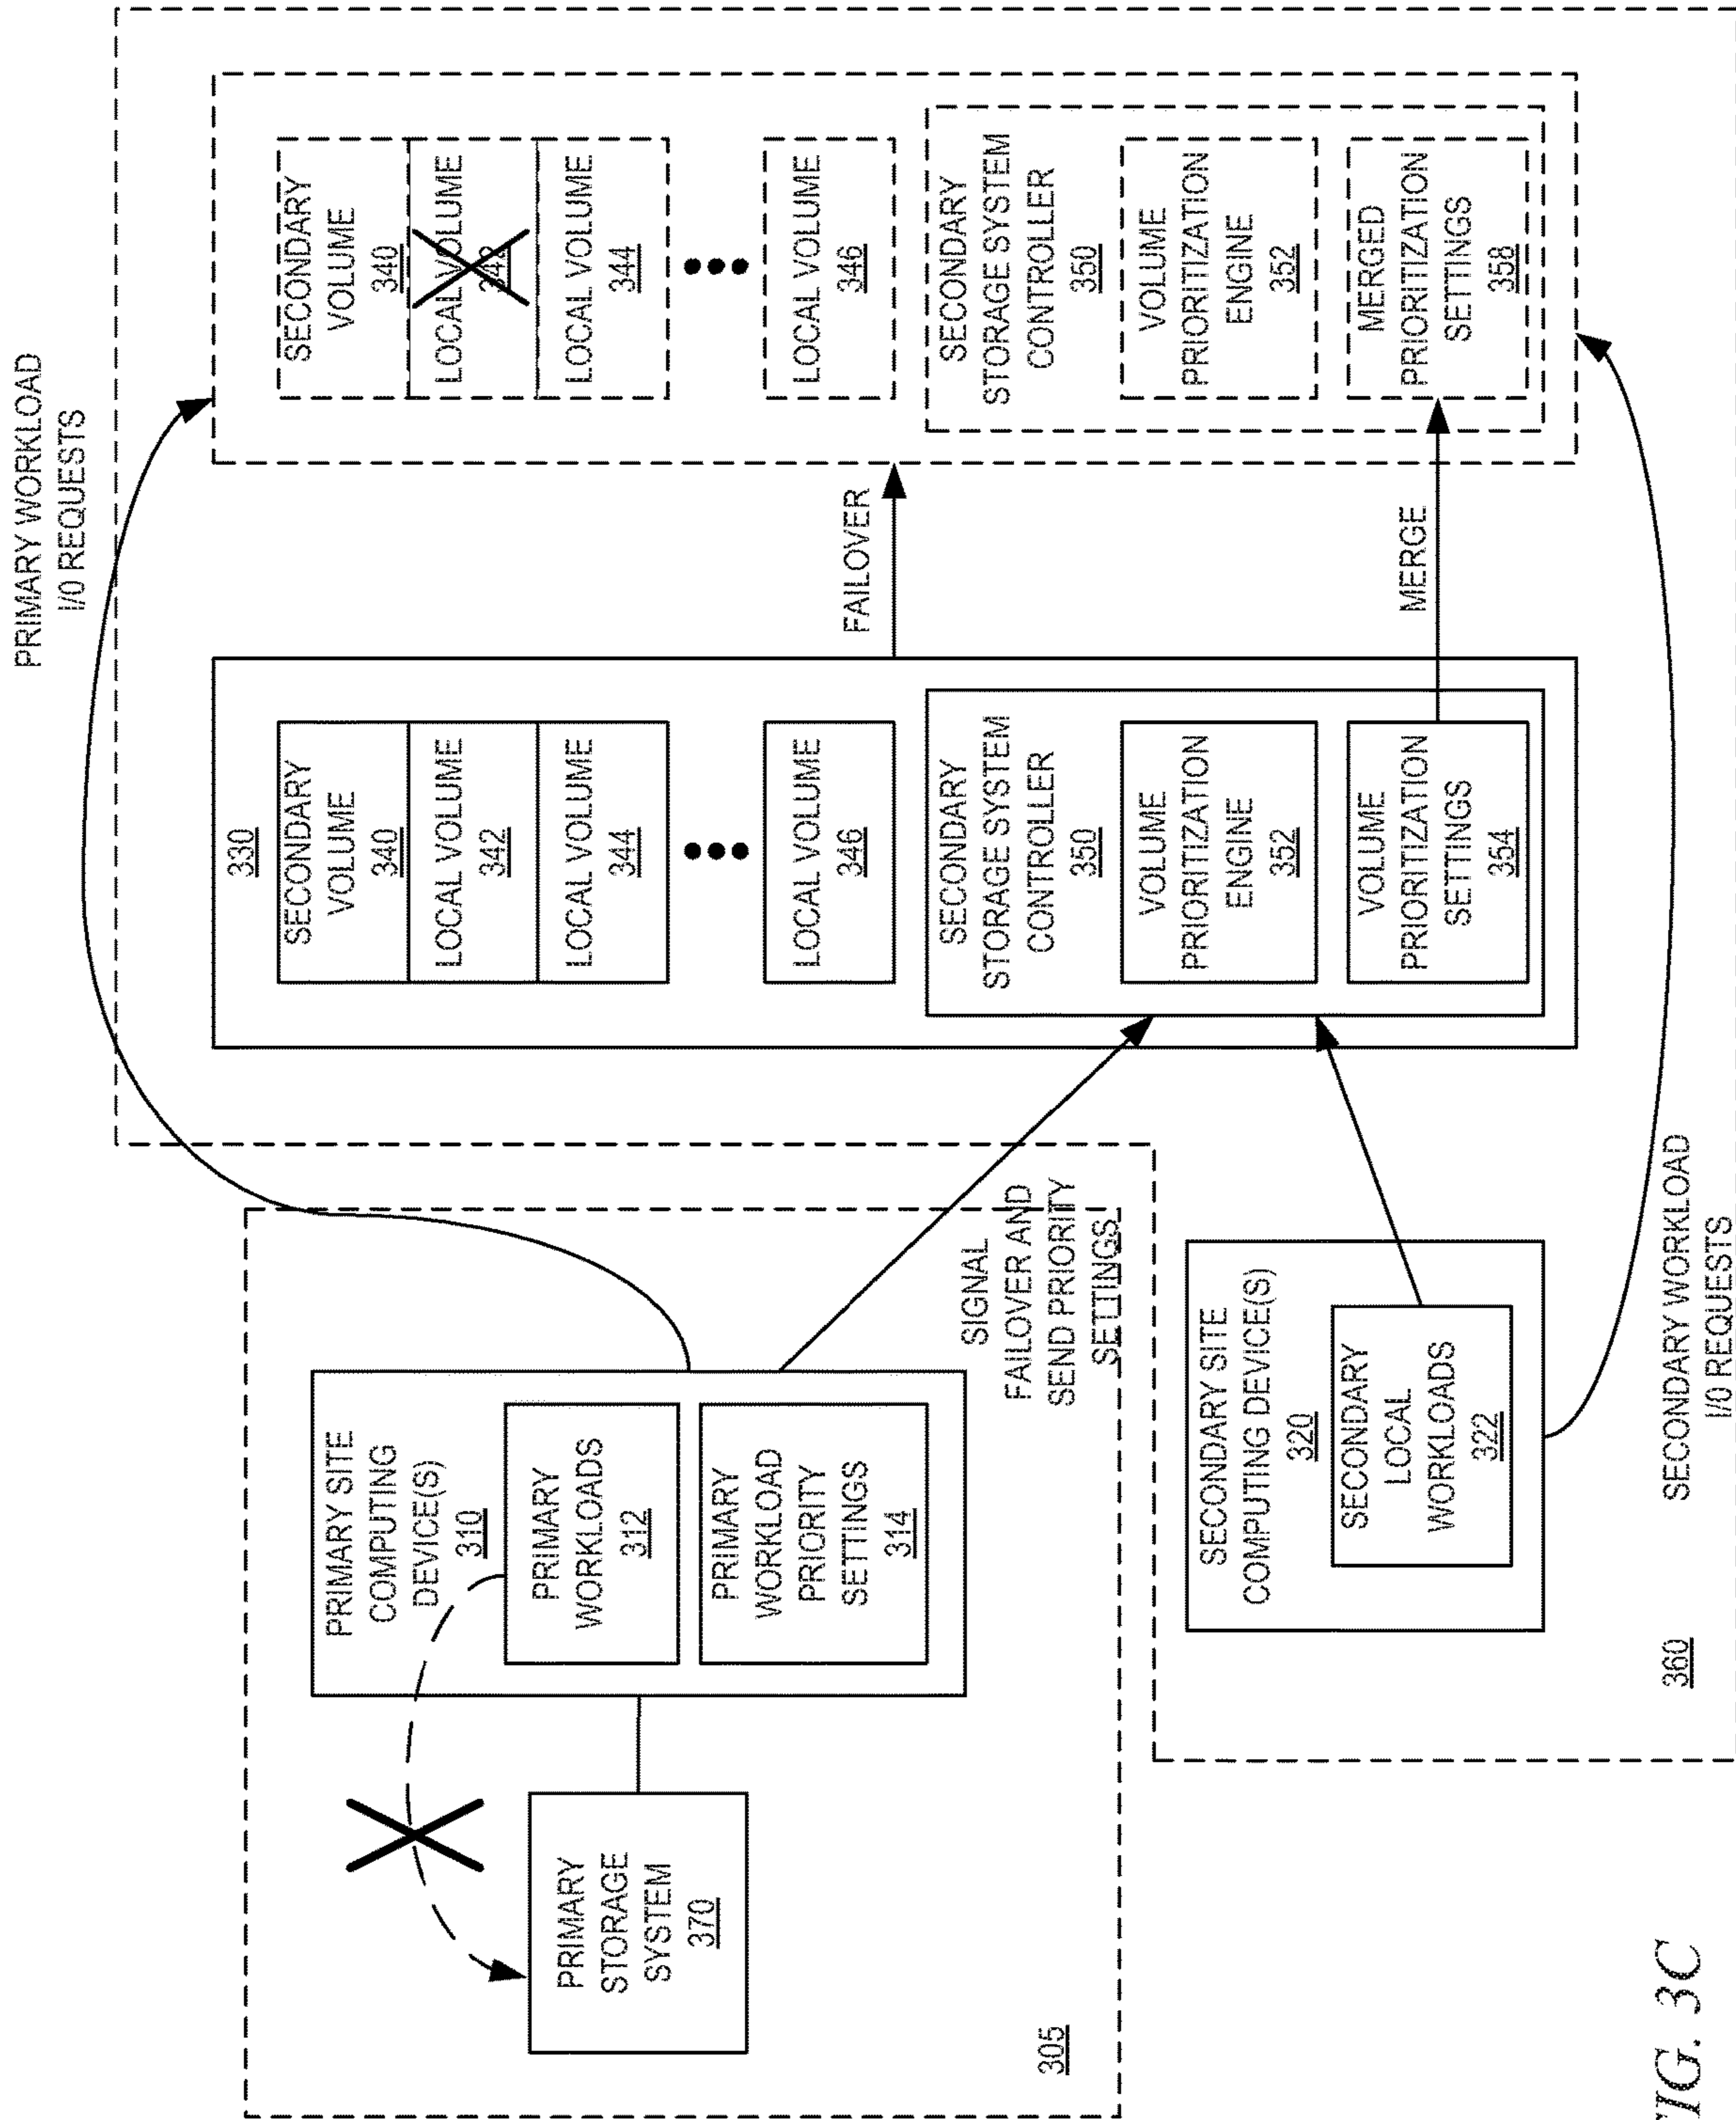 PRIMARY WORKLOAD
I/O REQUESTS
305
PRIMARY
STORAGE
SYSTEM
370
PRIMARY SITE
COMPUTING
DEVICE(S)
310
PRIMARY
WORKLOADS
312
PRIMARY
WORKLOAD
PRIORITY
SETTINGS
314
SIGNAL
FAILOVER AND
SEND PRIORITY
SETTINGS
330
SECONDARY
VOLUME
340
LOCAL VOLUME
342
LOCAL VOLUME
344
LOCAL VOLUME
346
SECONDARY
STORAGE SYSTEM
CONTROLLER
350
VOLUME
PRIORITIZATION
ENGINE
352
VOLUME
PRIORITIZATION
SETTINGS
354
FAILOVER
MERGE
SECONDARY
VOLUME
340
LOCAL VOLUME
342
LOCAL VOLUME
344
LOCAL VOLUME
346
SECONDARY
STORAGE SYSTEM
CONTROLLER
350
VOLUME
PRIORITIZATION
ENGINE
352
MERGED
PRIORITIZATION
SETTINGS
358
SECONDARY SITE
COMPUTING DEVICE(S)
320
SECONDARY
LOCAL
WORKLOADS
322
360
SECONDARY WORKLOAD
I/O REQUESTS
FIG. 3C